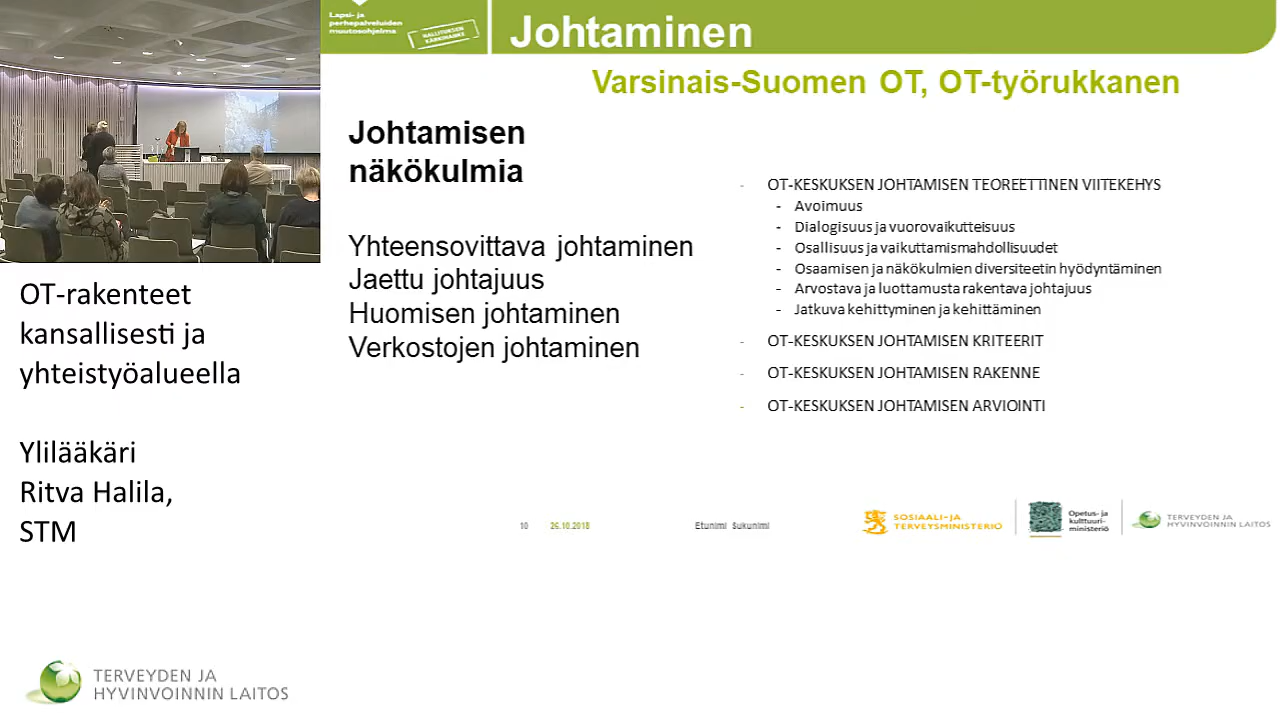 Lapsi- ja
perhepalveluiden
muutosohjelma
HALLITUKSEN
KÄRKIHANKE
Johtaminen
Varsinais-Suomen OT, OT-työrukkanen
Johtamisen
näkökulmia
Yhteensovittava johtaminen
Jaettu johtajuus
Huomisen johtaminen
Verkostojen johtaminen
- OT-KESKUKSEN JOHTAMISEN TEOREETTINEN VIITEKEHYS
- Avoimuus
- Dialogisuus ja vuorovaikutteisuus
- Osallisuus ja vaikuttamismahdollisuudet
- Osaamisen ja näkökulmien diversiteetin hyödyntäminen
- Arvostava ja luottamusta rakentava johtajuus
- Jatkuva kehittyminen ja kehittäminen
- OT-KESKUKSEN JOHTAMISEN KRITEERIT
- OT-KESKUKSEN JOHTAMISEN RAKENNE
- OT-KESKUKSEN JOHTAMISEN ARVIOINTI
10 26.10.2018 Etunimi Sukunimi
SOSIAALI- JA
TERVEYSMINISTERIÖ
Opetus- ja
kulttuuri-
ministeriö
TERVEYDEN JA
HYVINVOINNIN LAITOS
OT-rakenteet
kansallisesti ja
yhteistyöalueella
Ylilääkäri
Ritva Halila,
STM
TERVEYDEN JA
HYVINVOINNIN LAITOS